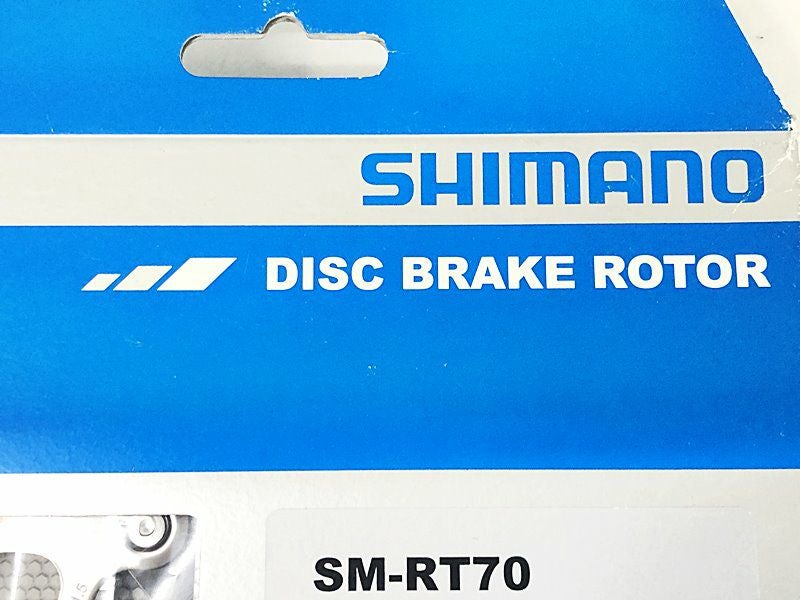 SHIMANO
DISC BRAKE ROTOR
SM-RT70